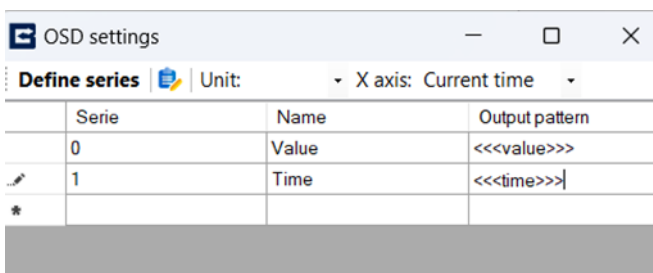 OSD settings
Define series Unit: X axis: Current time
Serie Name Output pattern
0 Value <<<value>>>
1 Time <<<time>>>